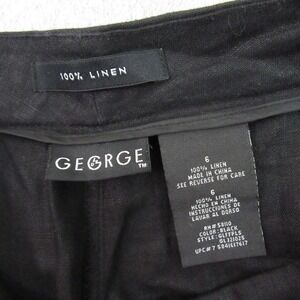 100% LINEN
GEORGE
TM
6
100% LINEN
MADE IN CHINA
SEE REVERSE FOR CARE
6
100% LINEN
HECHO EN CHINA
INSTRUCCIONES DE
LAVAR AL DORSO
COLOR: BLACK